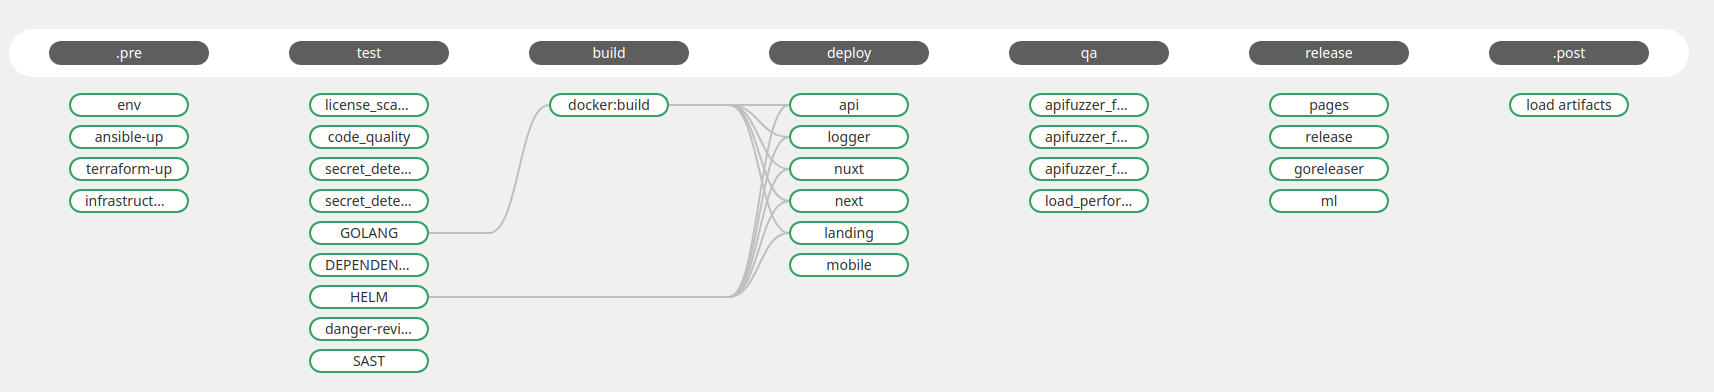 .pre
test
build
deploy
qa
release
.post
env
ansible-up
terraform-up
infrastruct...
license_sca...
code_quality
secret_dete...
secret_dete...
GOLANG
DEPENDEN...
HELM
danger-revi...
SAST
docker:build
api
logger
nuxt
next
landing
mobile
apifuzzer_f...
apifuzzer_f...
apifuzzer_f...
load_perfor...
pages
release
goreleaser
ml
load artifacts